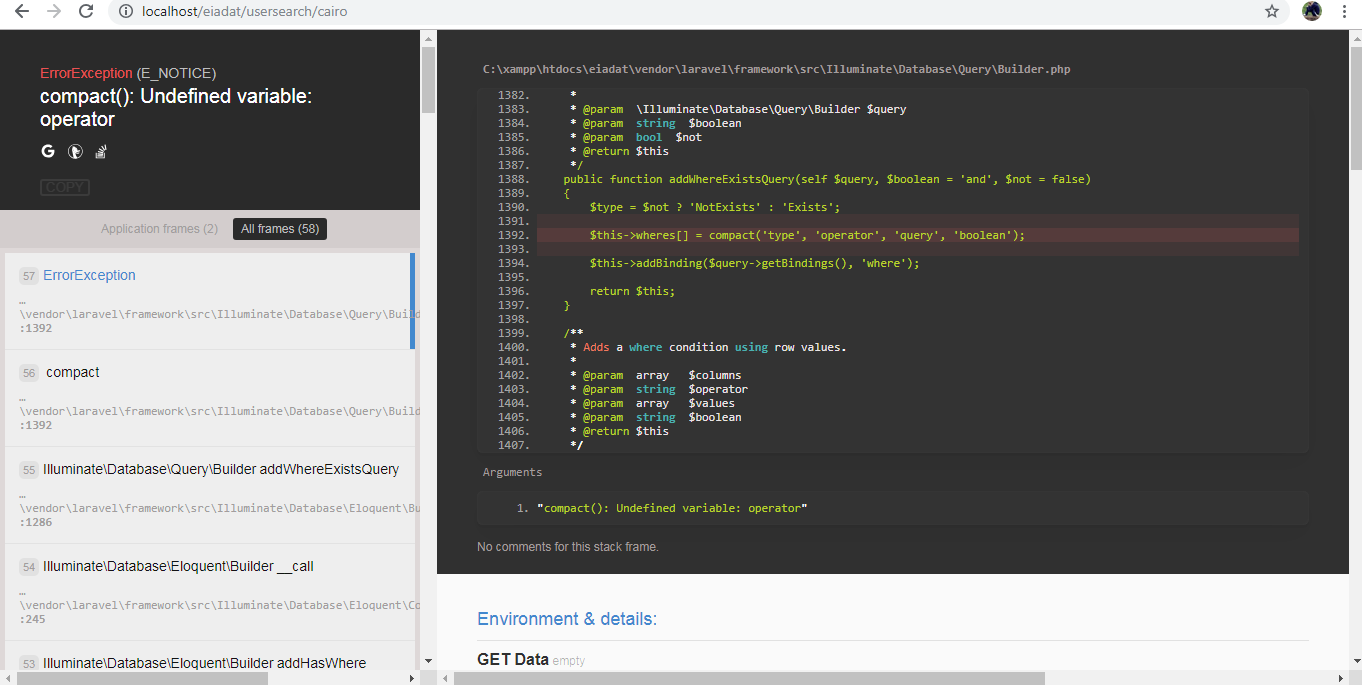 localhost/eiadat/usersearch/cairo
ErrorException (E_NOTICE)
compact(): Undefined variable:
operator
COPY
Application frames (2) All frames (58)
57 ErrorException
…
\vendor\laravel\framework\src\Illuminate\Database\Query\Buil
:1392
56 compact
…
\vendor\laravel\framework\src\Illuminate\Database\Query\Buil
:1392
55 Illuminate\Database\Query\Builder addWhereExistsQuery
…
\vendor\laravel\framework\src\Illuminate\Database\Eloquent\Bu
:1286
54 Illuminate\Database\Eloquent\Builder __call
…
\vendor\laravel\framework\src\Illuminate\Database\Eloquent\Co
:245
53 Illuminate\Database\Eloquent\Builder addHasWhere
C:\xampp\htdocs\eiadat\vendor\laravel\framework\src\Illuminate\Database\Query\Builder.php
1382. *
1383. * @param \Illuminate\Database\Query\Builder $query
1384. * @param string $boolean
1385. * @param bool $not
1386. * @return $this
1387. */
1388. public function addWhereExistsQuery(self $query, $boolean = 'and', $not = false)
1389. {
1390. $type = $not ? 'NotExists' : 'Exists';
1391.
1392. $this->wheres[] = compact('type', 'operator', 'query', 'boolean');
1393.
1394. $this->addBinding($query->getBindings(), 'where');
1395.
1396. return $this;
1397. }
1398.
1399. /**
1400. * Adds a where condition using row values.
1401. *
1402. * @param array $columns
1403. * @param string $operator
1404. * @param array $values
1405. * @param string $boolean
1406. * @return $this
1407. */
Arguments
1. "compact(): Undefined variable: operator"
No comments for this stack frame.
Environment & details:
GET Data empty